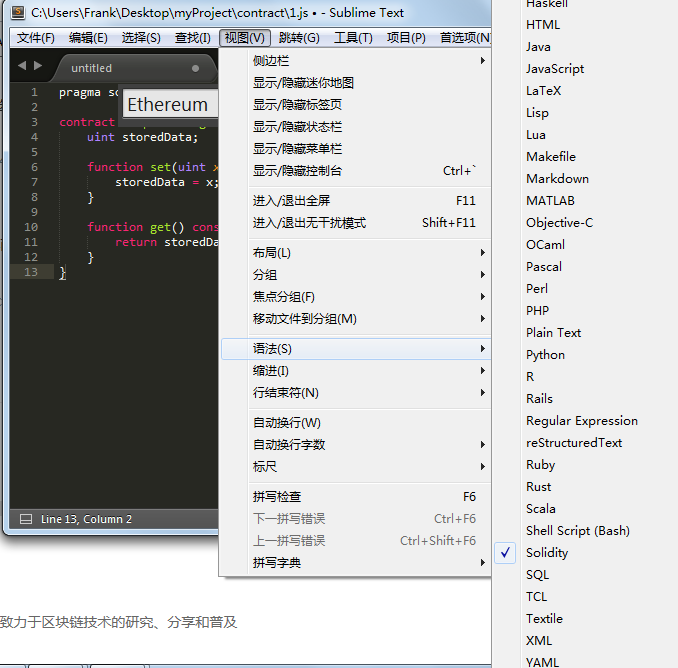 C:\Users\Frank\Desktop\myProject\contract\1.js • - Sublime Text
文件(F) 编辑(E) 选择(S) 查找(I) 视图(V) 跳转(G) 工具(T) 项目(P) 首选项(N)
untitled
1 pragma so
2
3 contract
4 uint storedData;
5
6 function set(uint x
7 storedData = x;
8 }
9
10 function get() cons
11 return storedDa
12 }
13 }
Ethereum
Line 13, Column 2
侧边栏
显示/隐藏迷你地图
显示/隐藏标签页
显示/隐藏状态栏
显示/隐藏菜单栏
显示/隐藏控制台 Ctrl+`
进入/退出全屏 F11
进入/退出无干扰模式 Shift+F11
布局(L)
分组
焦点分组(F)
移动文件到分组(M)
语法(S)
缩进(I)
行结束符(N)
自动换行(W)
自动换行字数
标尺
拼写检查 F6
下一拼写错误 Ctrl+F6
上一拼写错误 Ctrl+Shift+F6
拼写字典
Haskell
HTML
Java
JavaScript
LaTeX
Lisp
Lua
Makefile
Markdown
MATLAB
Objective-C
OCaml
Pascal
Perl
PHP
Plain Text
Python
R
Rails
Regular Expression
reStructuredText
Ruby
Rust
Scala
Shell Script (Bash)
Solidity
SQL
TCL
Textile
XML
YAML
致力于区块链技术的研究、分享和普及